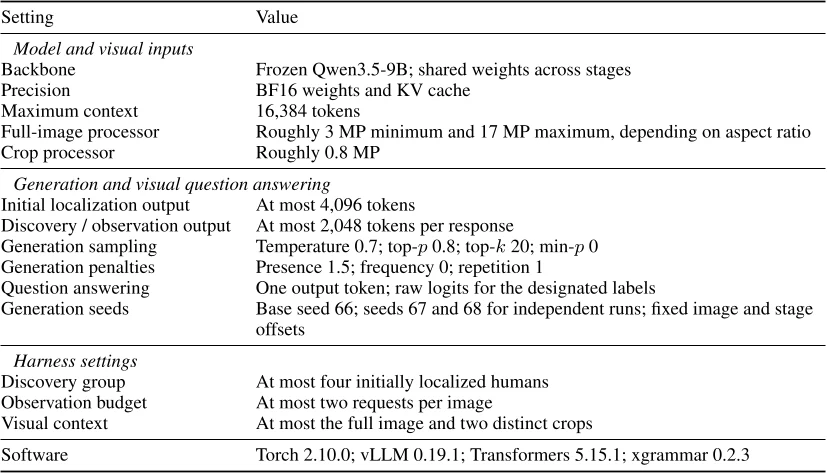 Setting Value
Model and visual inputs
Backbone Frozen Qwen3.5-9B; shared weights across stages
Precision BF16 weights and KV cache
Maximum context 16,384 tokens
Full-image processor Roughly 3 MP minimum and 17 MP maximum, depending on aspect ratio
Crop processor Roughly 0.8 MP
Generation and visual question answering
Initial localization output At most 4,096 tokens
Discovery / observation output At most 2,048 tokens per response
Generation sampling Temperature 0.7; top-p 0.8; top-k 20; min-p 0
Generation penalties Presence 1.5; frequency 0; repetition 1
Question answering One output token; raw logits for the designated labels
Generation seeds Base seed 66; seeds 67 and 68 for independent runs; fixed image and stage
offsets
Harness settings
Discovery group At most four initially localized humans
Observation budget At most two requests per image
Visual context At most the full image and two distinct crops
Software Torch 2.10.0; vLLM 0.19.1; Transformers 5.15.1; xgrammar 0.2.3